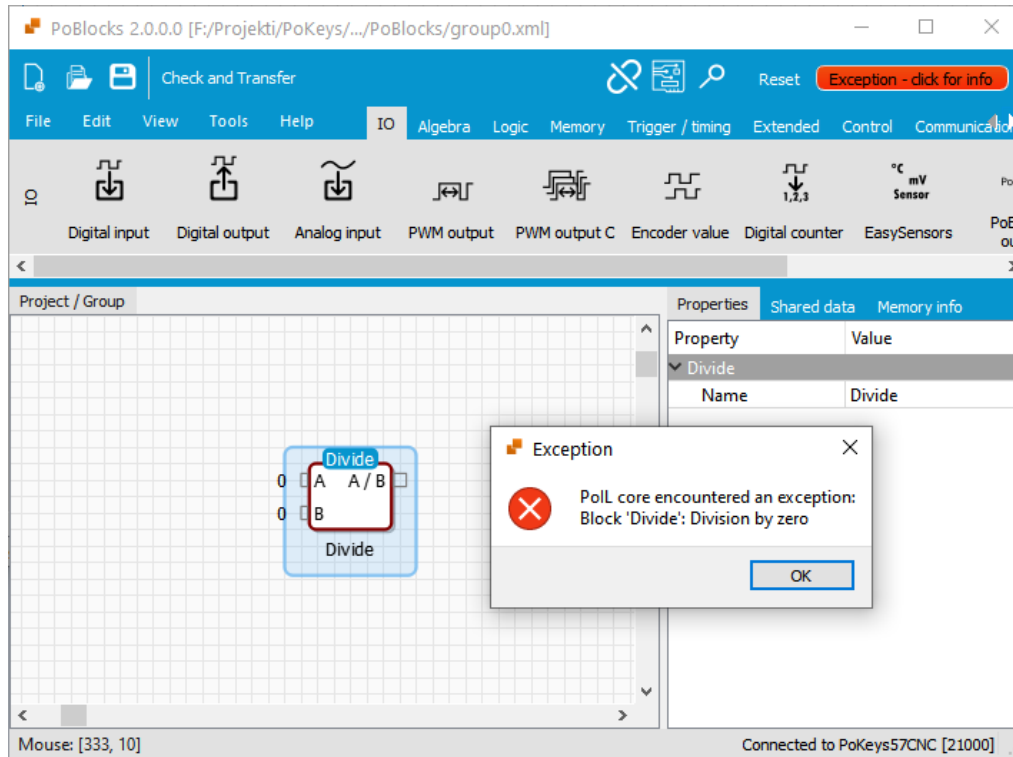 PoBlocks 2.0.0.0 [F:/Projekti/PoKeys/.../PoBlocks/group0.xml]
Check and Transfer
Reset
Exception - click for info
File Edit View Tools Help
IO Algebra Logic Memory Trigger / timing Extended Control
IO
°C
mV
Sensor
1,2,3
Digital input Digital output Analog input PWM output PWM output C Encoder value Digital counter EasySensors
Project / Group
Properties Shared data Memory info
Property Value
Divide
Name Divide
Divide
0 A A / B
0 B
Divide
Exception
PoIL core encountered an exception:
Block 'Divide': Division by zero
OK
Mouse: [333, 10]
Connected to PoKeys57CNC [21000]